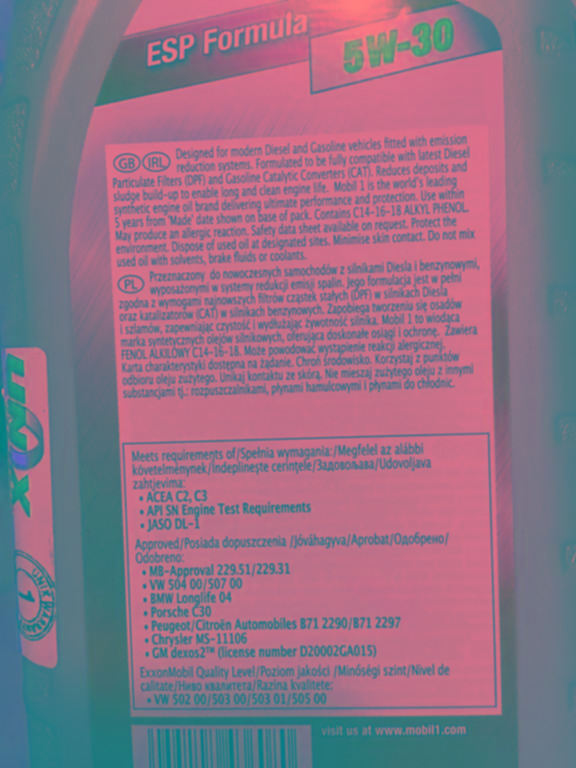 ESP Formula
5W-30
GB IRL Designed for modern Diesel and Gasoline vehicles fitted with emission
reduction systems. Formulated to be fully compatible with latest Diesel
Particulate Filters (DPF) and Gasoline Catalytic Converters (CAT). Reduces deposits and
sludge build-up to enable long and clean engine life. Mobil 1 is the world's leading
synthetic engine oil brand delivering ultimate performance and protection. Use within
5 years from 'Made' date shown on base of pack. Contains C14-16-18 ALKYL PHENOL.
May produce an allergic reaction. Safety data sheet available on request. Protect the
environment. Dispose of used oil at designated sites. Minimise skin contact. Do not mix
used oil with solvents, brake fluids or coolants.
PL Przeznaczony do nowoczesnych samochodów z silnikami Diesla i benzynowymi,
wyposażonymi w systemy redukcji emisji spalin. Jego formulacja jest w pełni
zgodna z wymogami najnowszych filtrów cząstek stałych (DPF) w silnikach Diesla
oraz katalizatorów (CAT) w silnikach benzynowych. Zapobiega tworzeniu się osadów
i szlamów, zapewniając czystość i wydłużając żywotność silnika. Mobil 1 to wiodąca
marka syntetycznych olejów silnikowych, oferująca doskonałe osiągi i ochronę. Zawiera
FENOL ALKILOWY C14-16-18. Może powodować wystąpienie reakcji alergicznej.
Karta charakterystyki dostępna na żądanie. Chroń środowisko. Korzystaj z punktów
odbioru oleju zużytego. Unikaj kontaktu ze skórą. Nie mieszaj zużytego oleju z innymi
substancjami tj.: rozpuszczalnikami, płynami hamulcowymi i płynami do chłodnic.
Meets requirements of/Spełnia wymagania:/Megfelel az alábbi
követelménynek/Îndeplineşte cerinţele/Задовољава/Udovoljava
zahtjevima:
• ACEA C2, C3
• API SN Engine Test Requirements
• JASO DL-1
Approved/Posiada dopuszczenia /Jóváhagyva/Aprobat/Одобрено/
Odobreno:
• MB-Approval 229.51/229.31
• VW 504 00/507 00
• BMW Longlife 04
• Porsche C30
• Peugeot/Citroën Automobiles B71 2290/B71 2297
• Chrysler MS-11106
• GM dexos2™ (license number D20002GA015)
ExxonMobil Quality Level/Poziom jakości /Minőségi szint/Nivel de
calitate/Ниво квалитета/Razina kvalitete:
• VW 502 00/503 00/503 01/505 00
visit us at www.mobil1.com
1